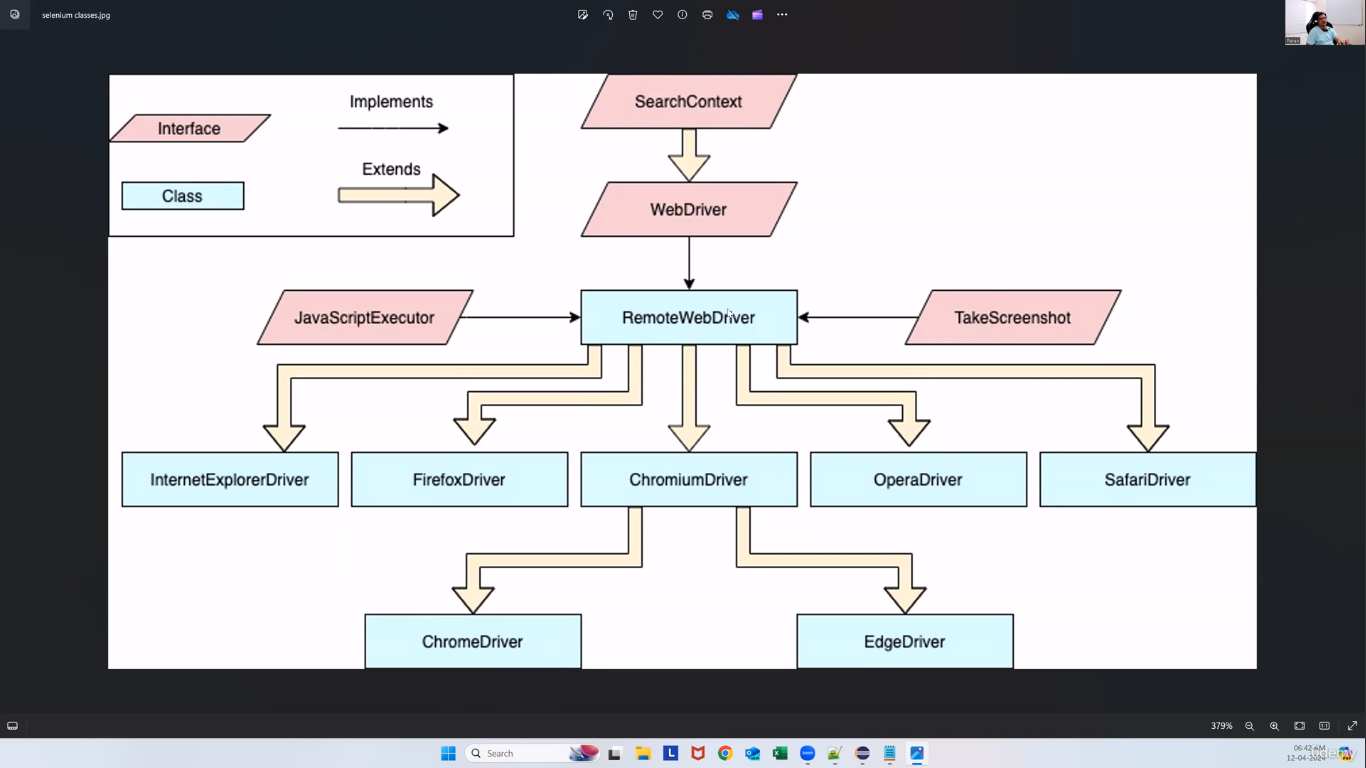 selenium classes.jpg
Implements
Interface
Extends
Class
SearchContext
WebDriver
JavaScriptExecutor
RemoteWebDriver
TakeScreenshot
InternetExplorerDriver
FirefoxDriver
ChromiumDriver
OperaDriver
SafariDriver
ChromeDriver
EdgeDriver
379%
Search
06:42 AM
12-04-2024
udemy